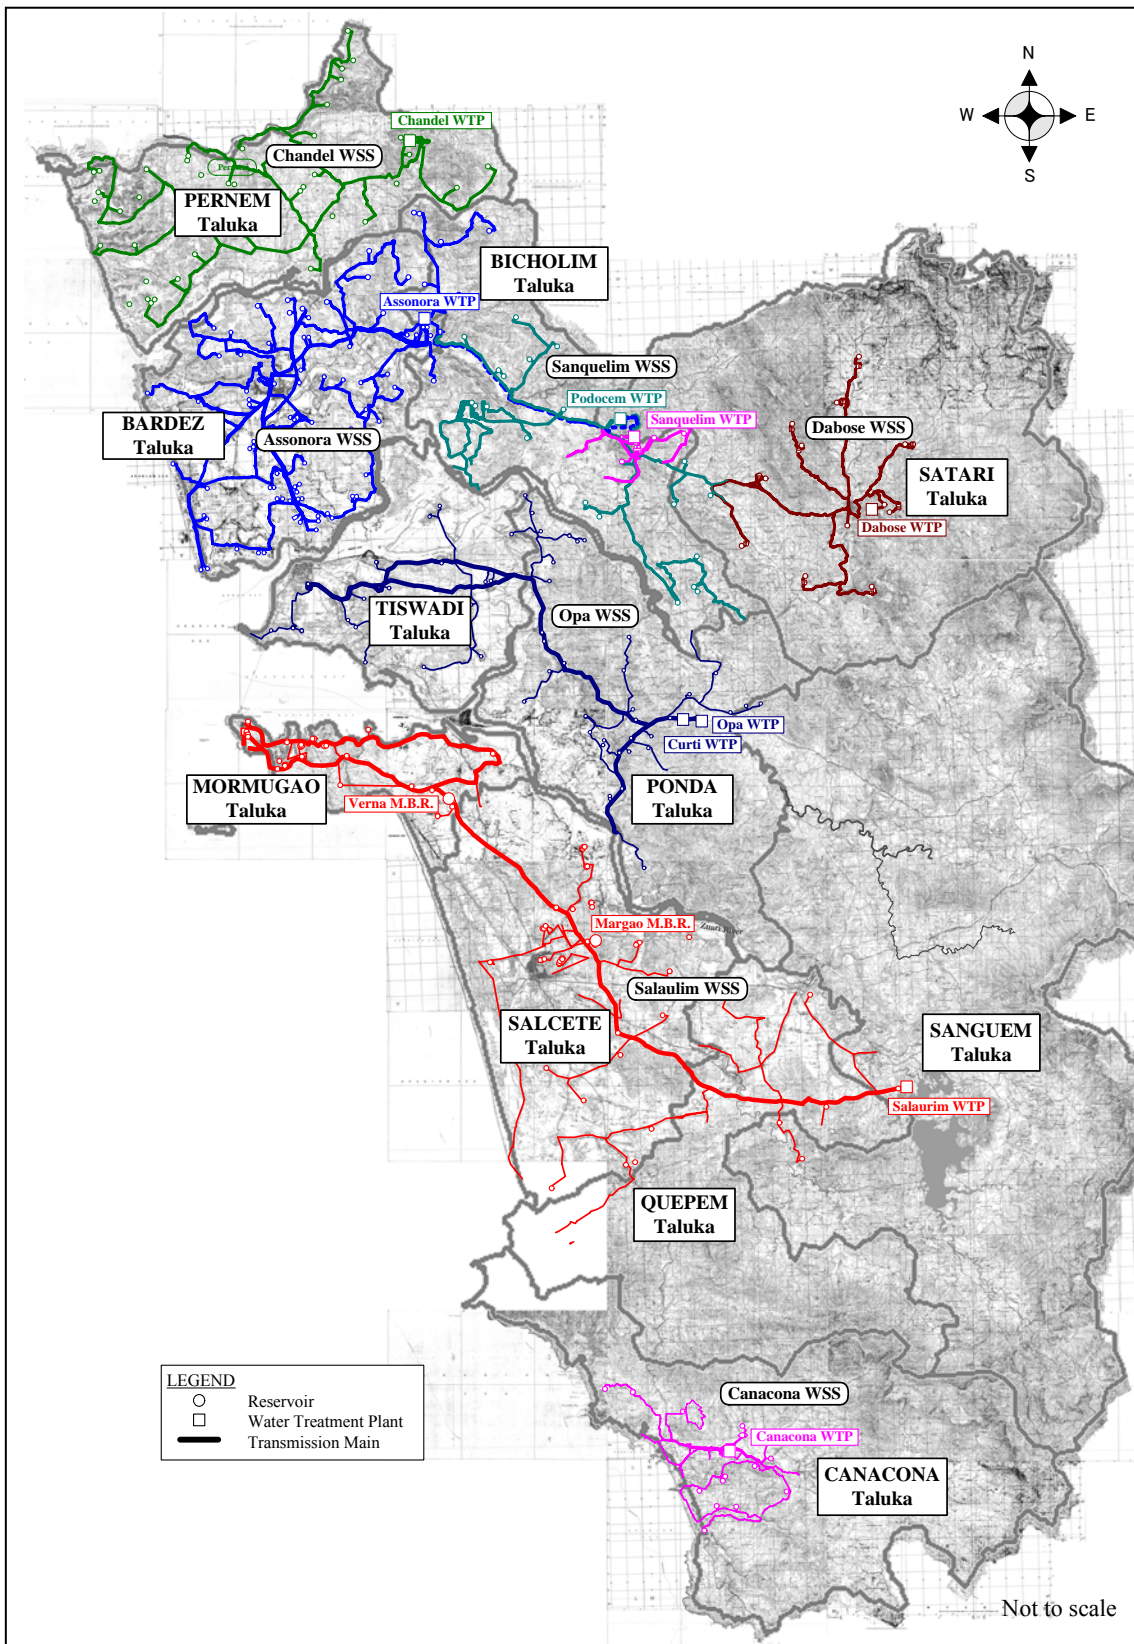 N
W E
S
Chandel WTP
Chandel WSS
PERNEM
Taluka
BICHOLIM
Taluka
Assonora WTP
Sanquelim WSS
Podocem WTP
Sanquelim WTP
BARDEZ
Taluka
Assonora WSS
Dabose WSS
SATARI
Taluka
Dabose WTP
TISWADI
Taluka
Opa WSS
Opa WTP
Curti WTP
MORMUGAO
Taluka
Verna M.B.R.
PONDA
Taluka
Margao M.B.R.
Zuari River
Salaulim WSS
SALCETE
Taluka
SANGUEM
Taluka
Salaurim WTP
QUEPEM
Taluka
LEGEND
Reservoir
Water Treatment Plant
Transmission Main
Canacona WSS
Canacona WTP
CANACONA
Taluka
Not to scale